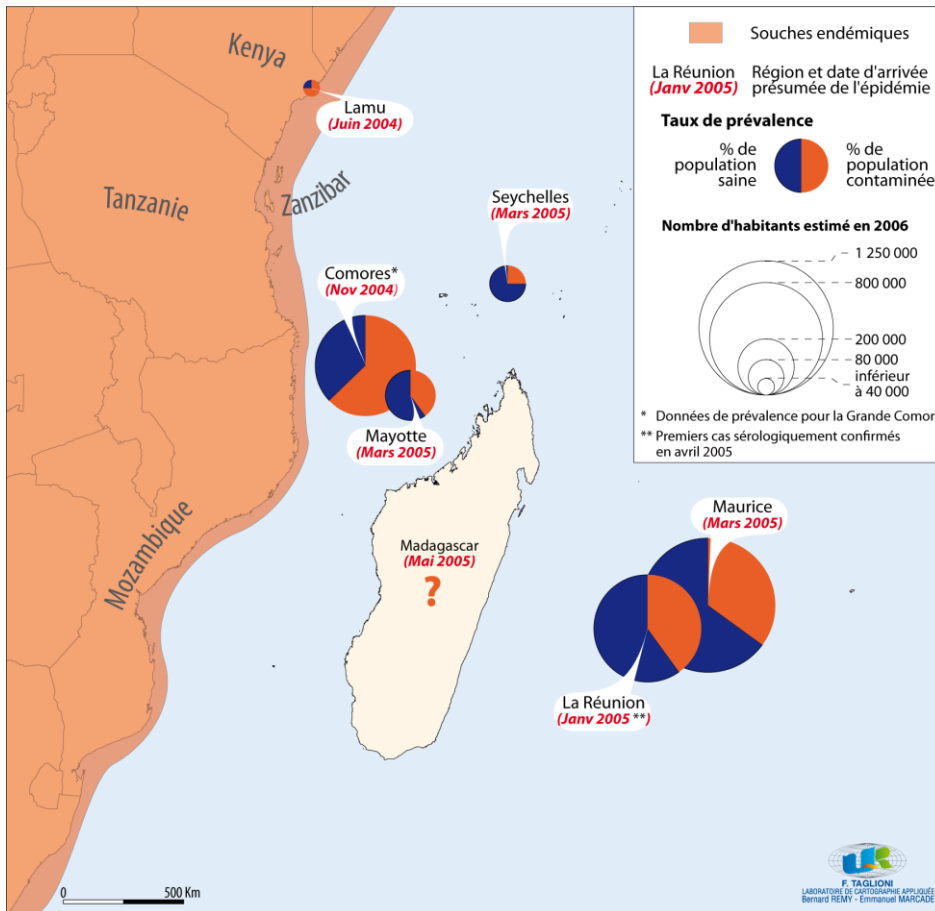 Kenya
Lamu
(Juin 2004)
Tanzanie
Zanzibar
Seychelles
(Mars 2005)
Comores*
(Nov 2004)
Mayotte
(Mars 2005)
Mozambique
Madagascar
(Mai 2005)
?
Maurice
(Mars 2005)
La Réunion
(Janv 2005 **)
0 500 Km
Souches endémiques
La Réunion
(Janv 2005)
Région et date d'arrivée
présumée de l'épidémie
Taux de prévalence
% de
population
saine
% de
population
contaminée
Nombre d'habitants estimé en 2006
1 250 000
800 000
200 000
80 000
inférieur
à 40 000
* Données de prévalence pour la Grande Comor
** Premiers cas sérologiquement confirmés
en avril 2005
UR
F. TAGLIONI
LABORATOIRE DE CARTOGRAPHIE APPLIQUÉE
Bernard REMY - Emmanuel MARCADE